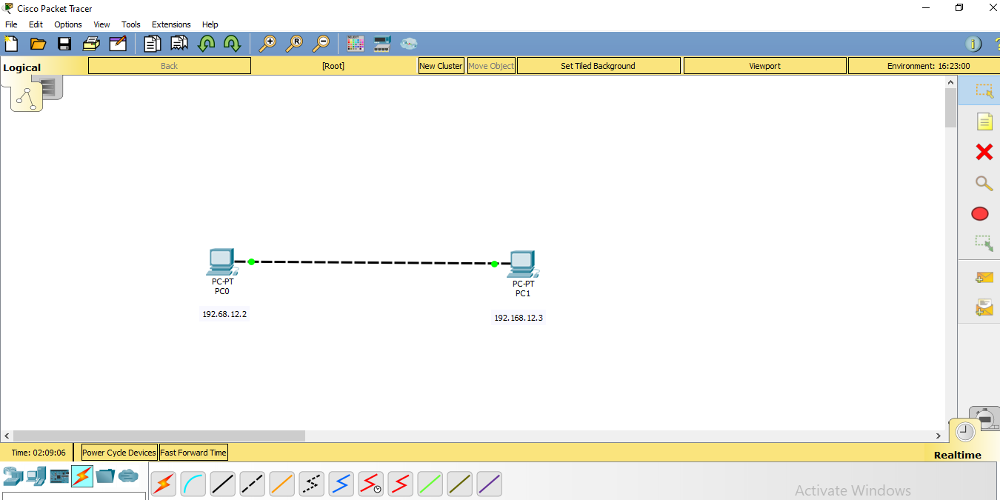 Cisco Packet Tracer
File Edit Options View Tools Extensions Help
Logical Back [Root] New Cluster Move Object Set Tiled Background Viewport Environment: 16:23:00
PC-PT
PC0
192.68.12.2
PC-PT
PC1
192.168.12.3
Time: 02:09:06 Power Cycle Devices Fast Forward Time
Realtime
Activate Windows